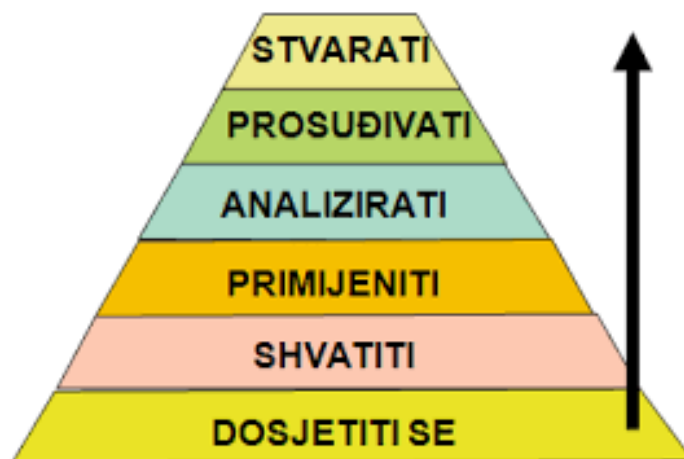 STVARATI
PROSUĐIVATI
ANALIZIRATI
PRIMIJENITI
SHVATITI
DOSJETITI SE